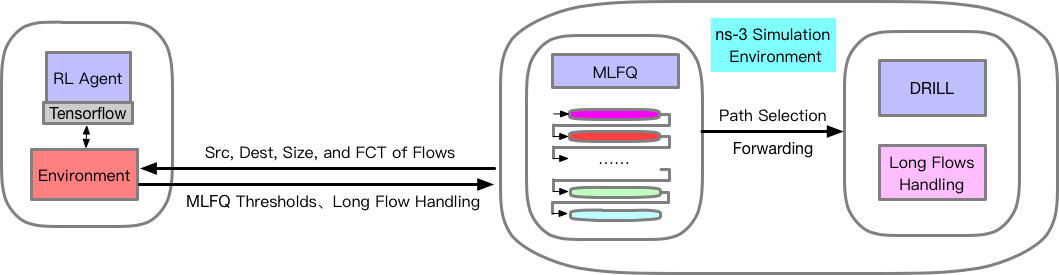 RL Agent
Tensorflow
Environment
Src, Dest, Size, and FCT of Flows
MLFQ Thresholds、Long Flow Handling
MLFQ
......
ns-3 Simulation
Environment
Path Selection
Forwarding
DRILL
Long Flows
Handling